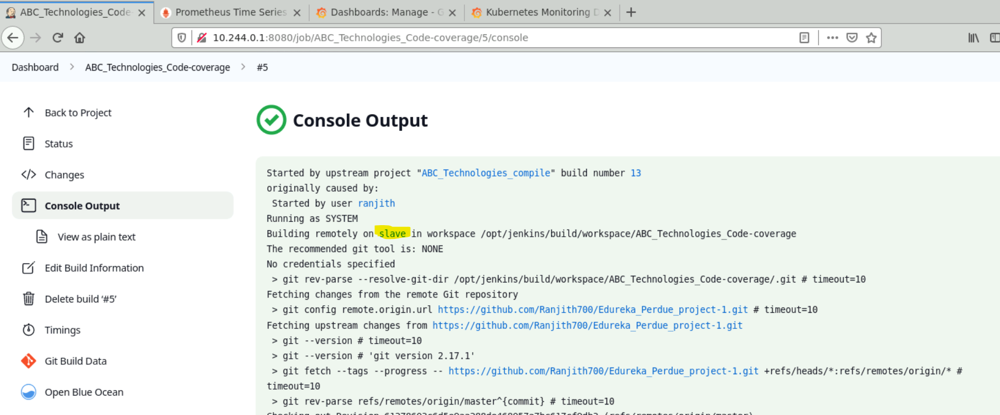 ABC_Technologies_Code-
Prometheus Time Series
Dashboards: Manage - G
Kubernetes Monitoring D
10.244.0.1:8080/job/ABC_Technologies_Code-coverage/5/console
Dashboard > ABC_Technologies_Code-coverage > #5
Back to Project
Status
Changes
Console Output
View as plain text
Edit Build Information
Delete build '#5'
Timings
Git Build Data
Open Blue Ocean
Console Output
Started by upstream project "ABC_Technologies_compile" build number 13
originally caused by:
Started by user ranjith
Running as SYSTEM
Building remotely on slave in workspace /opt/jenkins/build/workspace/ABC_Technologies_Code-coverage
The recommended git tool is: NONE
No credentials specified
> git rev-parse --resolve-git-dir /opt/jenkins/build/workspace/ABC_Technologies_Code-coverage/.git # timeout=10
Fetching changes from the remote Git repository
> git config remote.origin.url https://github.com/Ranjith700/Edureka_Perdue_project-1.git # timeout=10
Fetching upstream changes from https://github.com/Ranjith700/Edureka_Perdue_project-1.git
> git --version # timeout=10
> git --version # 'git version 2.17.1'
> git fetch --tags --progress -- https://github.com/Ranjith700/Edureka_Perdue_project-1.git +refs/heads/*:refs/remotes/origin/* #
timeout=10
> git rev-parse refs/remotes/origin/master^{commit} # timeout=10
Checking out Revision (refs/remotes/origin/master)